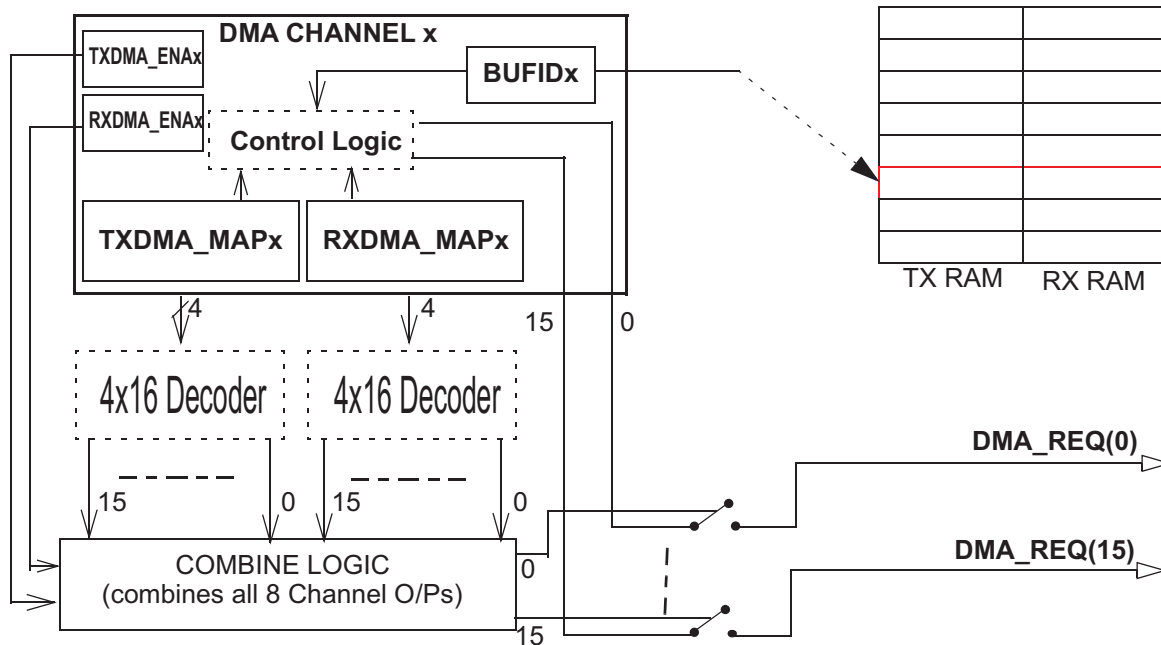 DMA CHANNEL x
TXDMA_ENAx
BUFIDx
RXDMA_ENAx
Control Logic
TXDMA_MAPx
RXDMA_MAPx
TX RAM
RX RAM
4
4
15
0
4x16 Decoder
4x16 Decoder
DMA_REQ(0)
15
0
15
0
COMBINE LOGIC
(combines all 8 Channel O/Ps)
0
DMA_REQ(15)
15